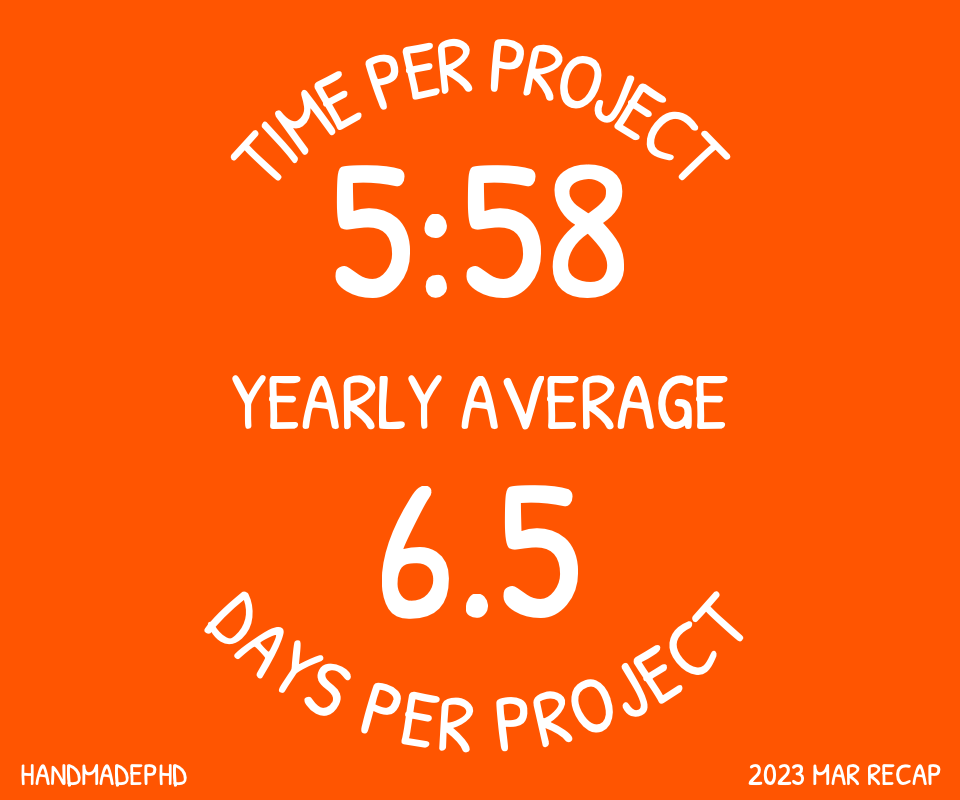 TIME PER PROJECT
5:58
YEARLY AVERAGE
6.5
DAYS PER PROJECT
HANDMADEPHD
2023 MAR RECAP